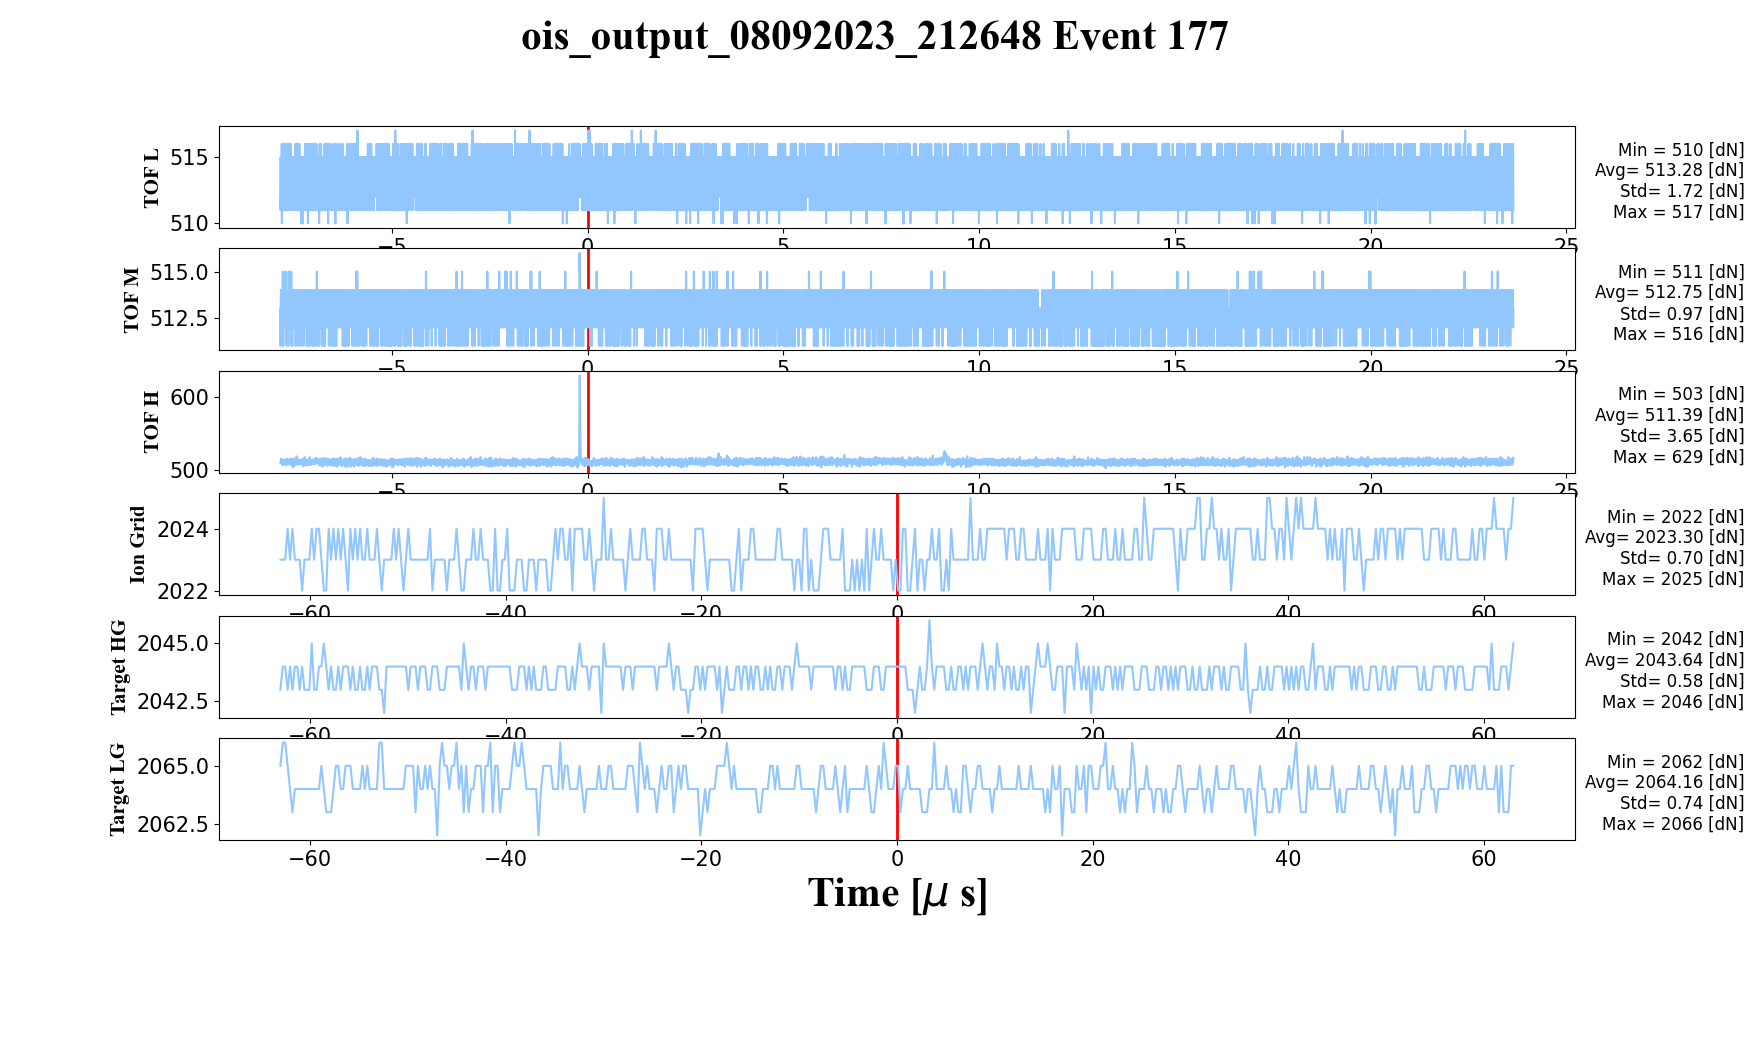 ois_output_08092023_212648 Event 177
TOF L
515
510
−5 0 5 10 15 20 25
Min = 510 [dN]
Avg= 513.28 [dN]
Std= 1.72 [dN]
Max = 517 [dN]
TOF M
515.0
512.5
−5 0 5 10 15 20 25
Min = 511 [dN]
Avg= 512.75 [dN]
Std= 0.97 [dN]
Max = 516 [dN]
TOF H
600
500
−5 0 5 10 15 20 25
Min = 503 [dN]
Avg= 511.39 [dN]
Std= 3.65 [dN]
Max = 629 [dN]
Ion Grid
2024
2022
−60 −40 −20 0 20 40 60
Min = 2022 [dN]
Avg= 2023.30 [dN]
Std= 0.70 [dN]
Max = 2025 [dN]
Target HG
2045.0
2042.5
−60 −40 −20 0 20 40 60
Min = 2042 [dN]
Avg= 2043.64 [dN]
Std= 0.58 [dN]
Max = 2046 [dN]
Target LG
2065.0
2062.5
−60 −40 −20 0 20 40 60
Min = 2062 [dN]
Avg= 2064.16 [dN]
Std= 0.74 [dN]
Max = 2066 [dN]
Time [μ s]